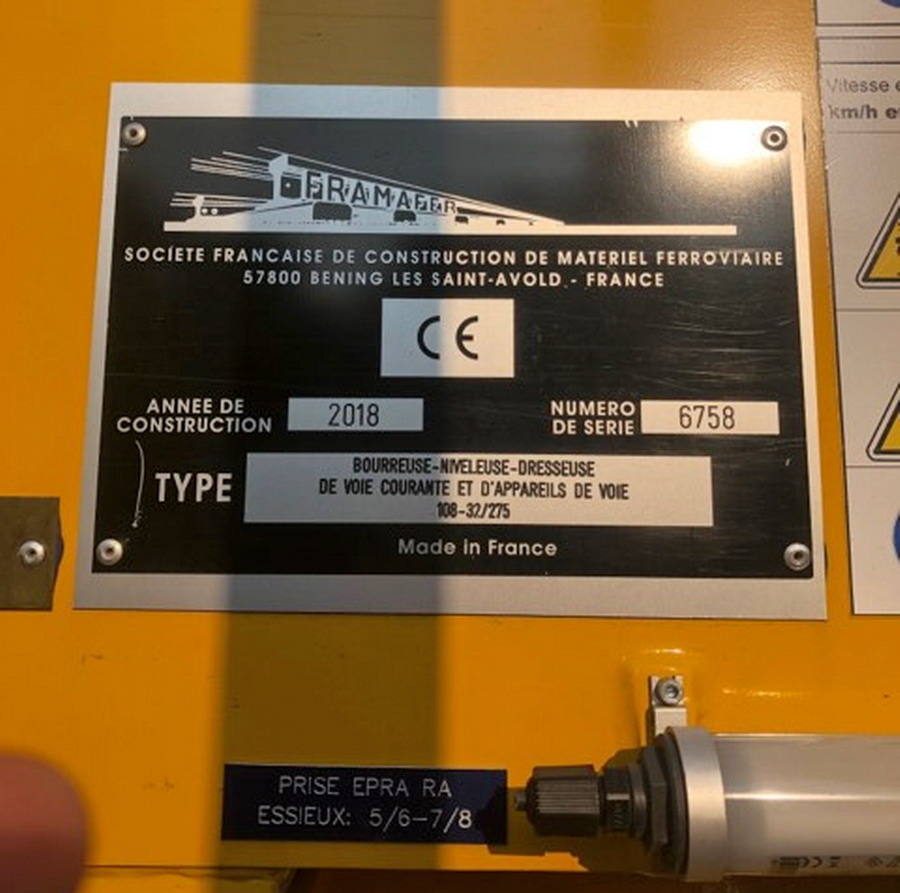 Vitesse
km/h
FRAMAFER
SOCIETE FRANCAISE DE CONSTRUCTION DE MATERIEL FERROVIAIRE
57800 BENING LES SAINT-AVOLD - FRANCE
CE
ANNEE DE
CONSTRUCTION
2018
NUMERO
DE SERIE
6758
TYPE
BOURREUSE-NIVELEUSE-DRESSEUSE
DE VOIE COURANTE ET D'APPAREILS DE VOIE
108-32/275
Made in France
PRISE EPRA RA
ESSIEUX: 5/6-7/8